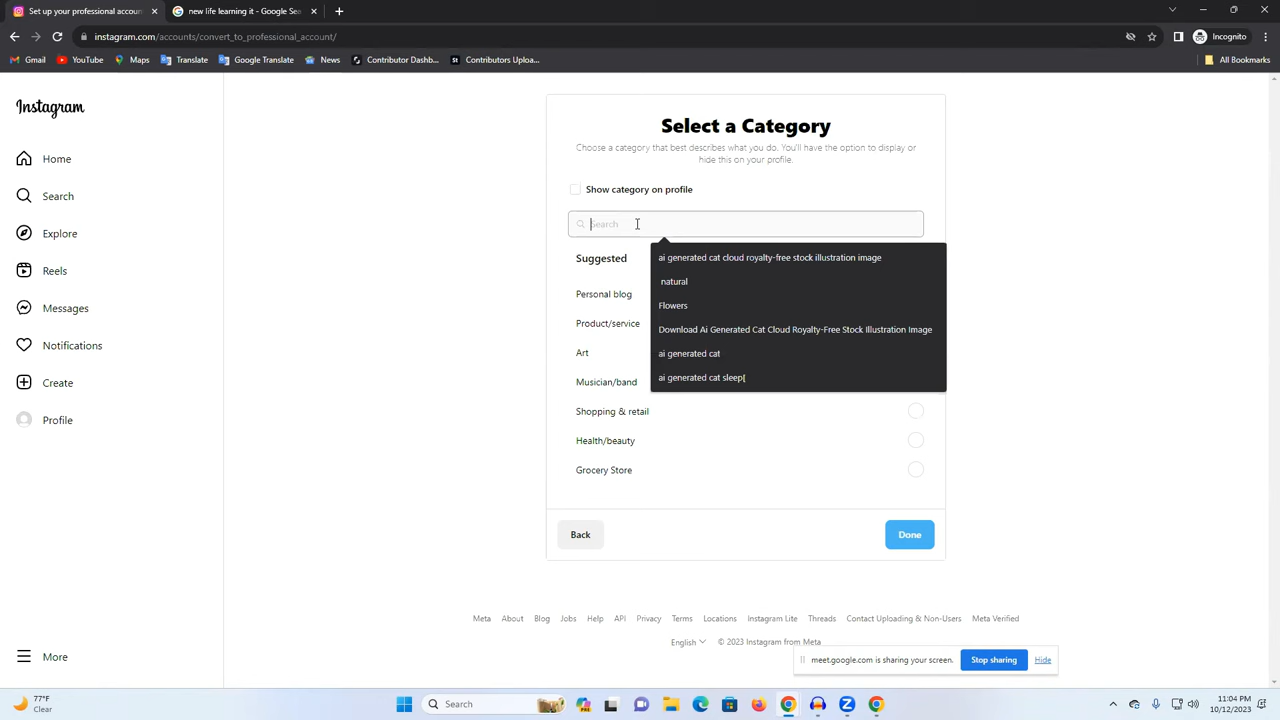 Set up your professional accoun
new life learning it - Google Sea
instagram.com/accounts/convert_to_professional_account/
Incognito
Gmail
YouTube
Maps
Translate
Google Translate
News
Contributor Dashb...
Contributors Uploa...
All Bookmarks
Instagram
Home
Search
Explore
Reels
Messages
Notifications
Create
Profile
More
Select a Category
Choose a category that best describes what you do. You'll have the option to display or
hide this on your profile.
Show category on profile
Search
Suggested
ai generated cat cloud royalty-free stock illustration image
natural
Flowers
Download Ai Generated Cat Cloud Royalty-Free Stock Illustration Image
ai generated cat
ai generated cat sleep[
Personal blog
Product/service
Art
Musician/band
Shopping & retail
Health/beauty
Grocery Store
Back
Done
Meta
About
Blog
Jobs
Help
API
Privacy
Terms
Locations
Instagram Lite
Threads
Contact Uploading & Non-Users
Meta Verified
English
© 2023 Instagram from Meta
meet.google.com is sharing your screen.
Stop sharing
Hide
77°F
Clear
Search
11:04 PM
10/12/2023